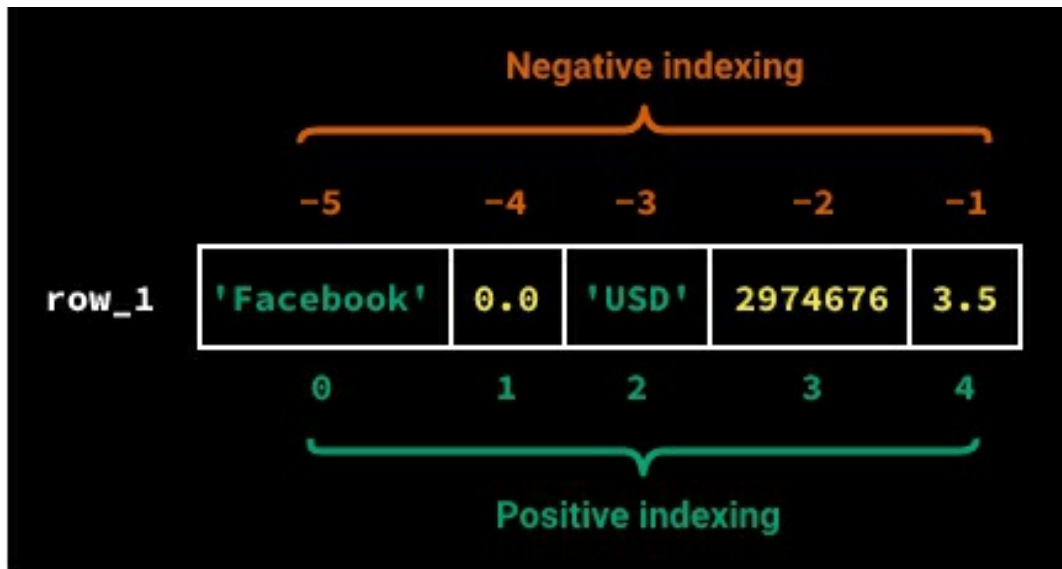 Negative indexing
−5 −4 −3 −2 −1
row_1 'Facebook' 0.0 'USD' 2974676 3.5
0 1 2 3 4
Positive indexing